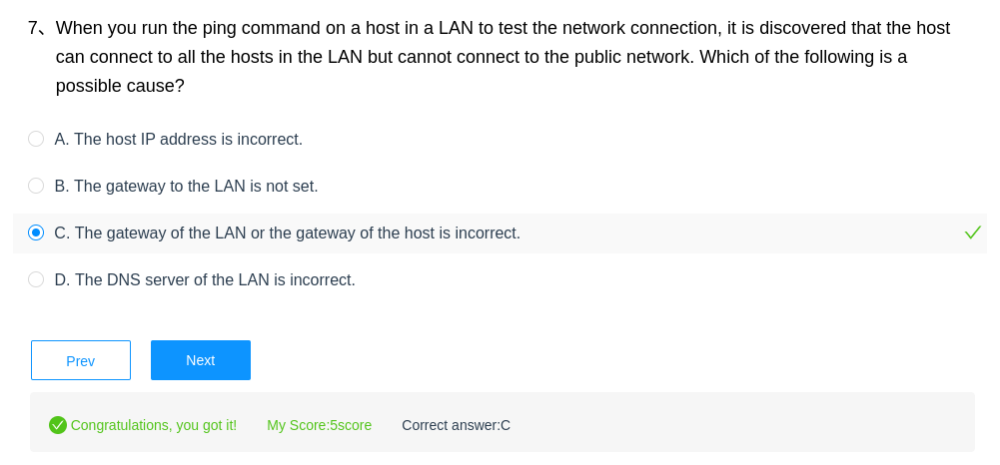 7、When you run the ping command on a host in a LAN to test the network connection, it is discovered that the host
can connect to all the hosts in the LAN but cannot connect to the public network. Which of the following is a
possible cause?
A. The host IP address is incorrect.
B. The gateway to the LAN is not set.
C. The gateway of the LAN or the gateway of the host is incorrect.
D. The DNS server of the LAN is incorrect.
Prev Next
Congratulations, you got it! My Score:5score Correct answer:C